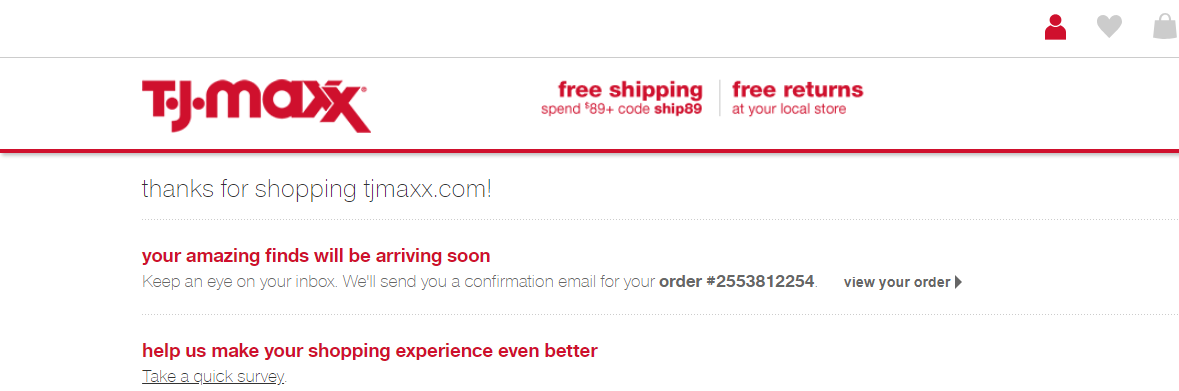 T•J•maxx®
free shipping
spend $89+ code ship89
free returns
at your local store
thanks for shopping tjmaxx.com!
your amazing finds will be arriving soon
Keep an eye on your inbox. We'll send you a confirmation email for your order #2553812254. view your order
help us make your shopping experience even better
Take a quick survey.